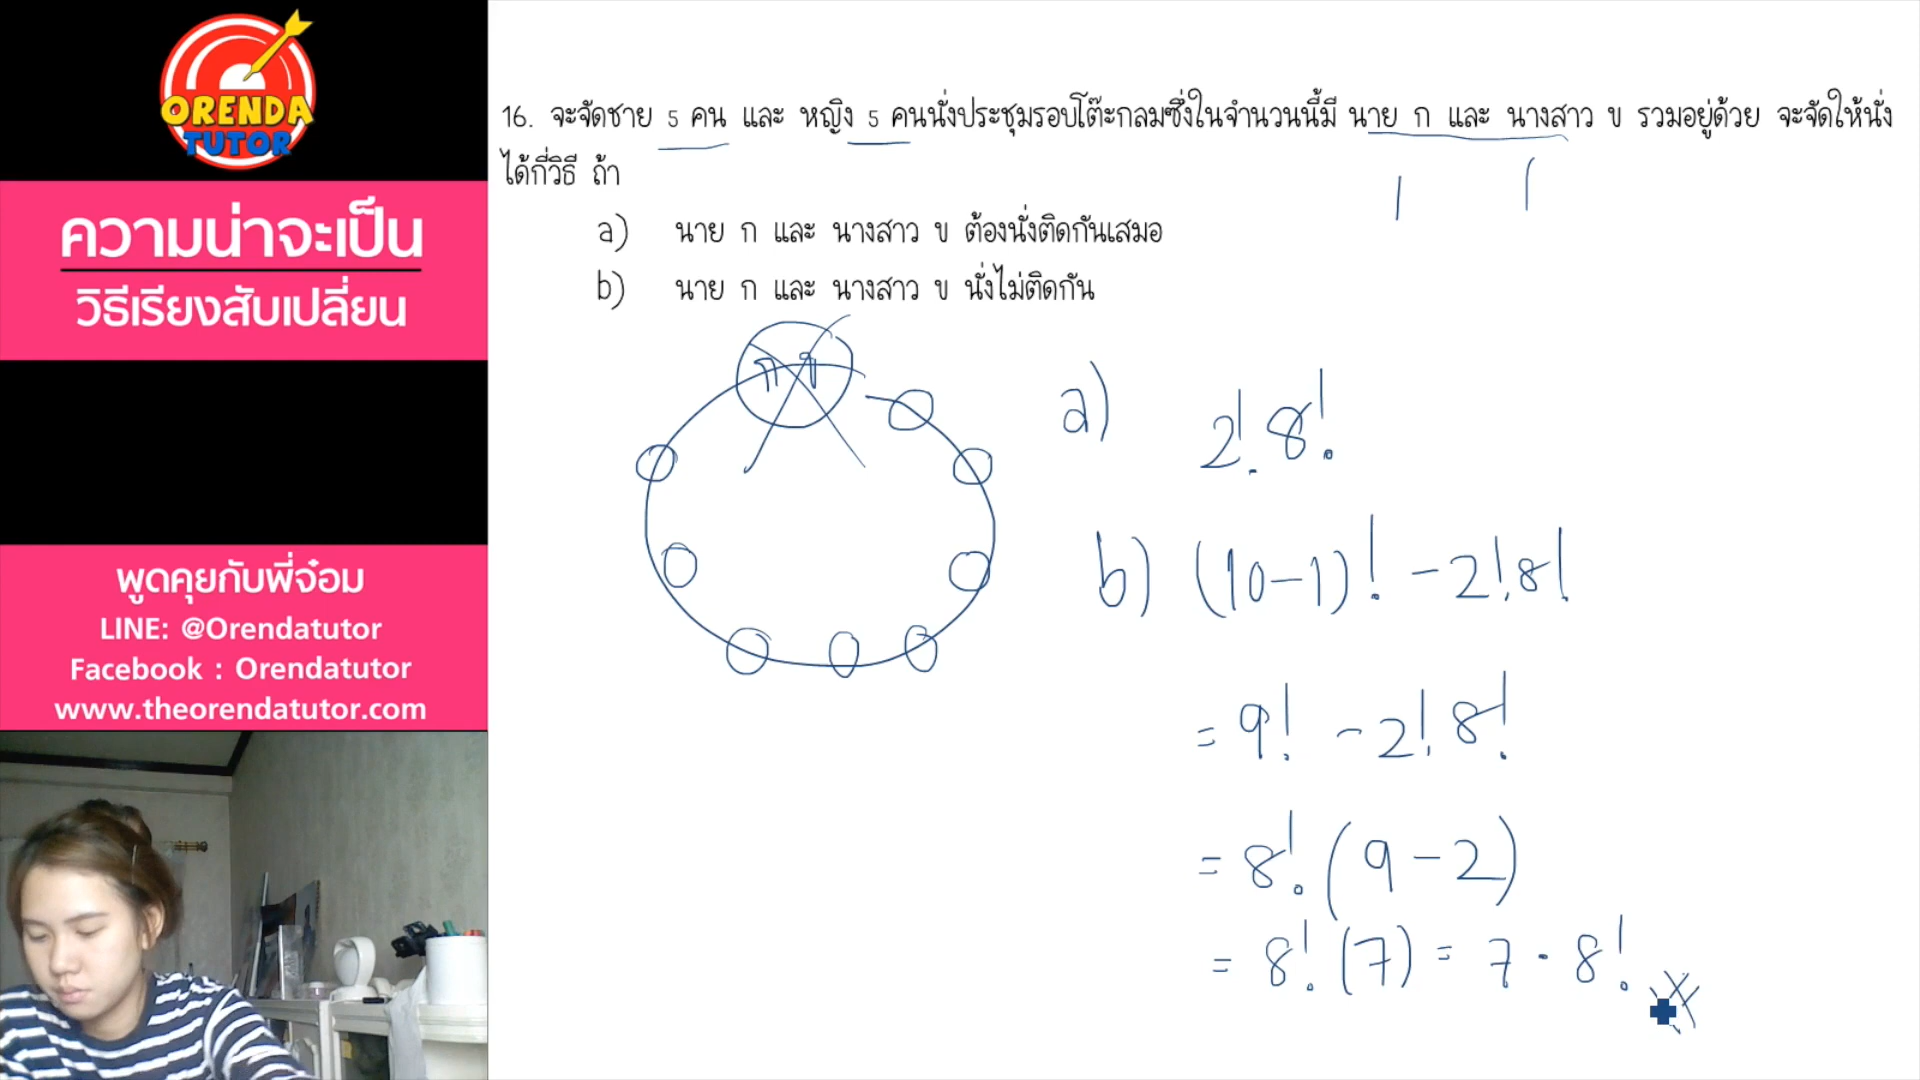 ORENDA
TUTOR
ความน่าจะเป็น
วิธีเรียงสับเปลี่ยน
พูดคุยกับพี่จ๋อม
LINE: @Orendatutor
Facebook : Orendatutor
www.theorendatutor.com
16. จะจัดชาย 5 คน และ หญิง 5 คนนั่งประชุมรอบโต๊ะกลมซึ่งในจำนวนนี้มี นาย ก และ นางสาว ข รวมอยู่ด้วย จะจัดให้นั่ง
ได้กี่วิธี ถ้า
a) นาย ก และ นางสาว ข ต้องนั่งติดกันเสมอ
b) นาย ก และ นางสาว ข นั่งไม่ติดกัน
ก ข
a) 2! 8!
b) (10-1)! - 2! 8!
= 9! - 2! 8!
= 8! (9-2)
= 8! (7) = 7 · 8!